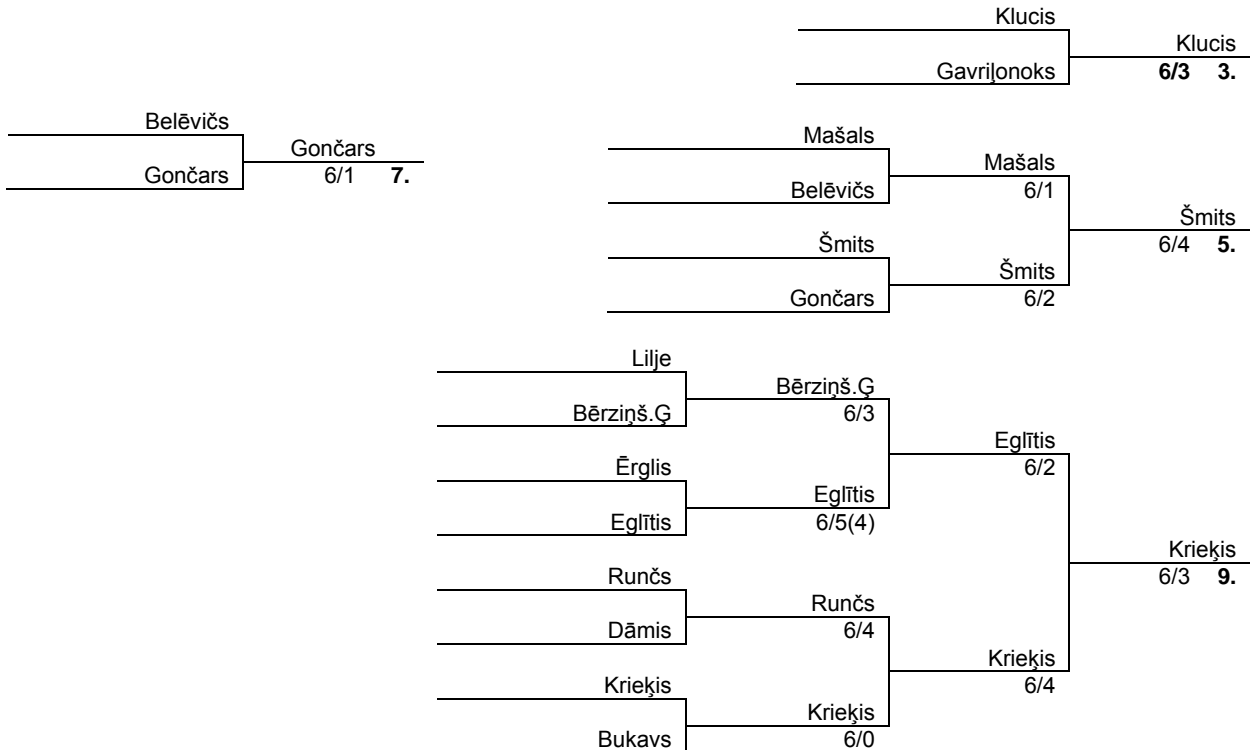 Klucis
Klucis
Gavriļonoks
6/3 3.
Belēvičs
Gončars
Gončars
6/1 7.
Mašals
Mašals
Belēvičs
6/1
Šmits
6/4 5.
Šmits
Šmits
Gončars
6/2
Lilje
Bērziņš.Ģ
Bērziņš.Ģ
6/3
Eglītis
6/2
Ērglis
Eglītis
Eglītis
6/5(4)
Krieķis
6/3 9.
Runčs
Runčs
Dāmis
6/4
Krieķis
6/4
Krieķis
Krieķis
Bukavs
6/0